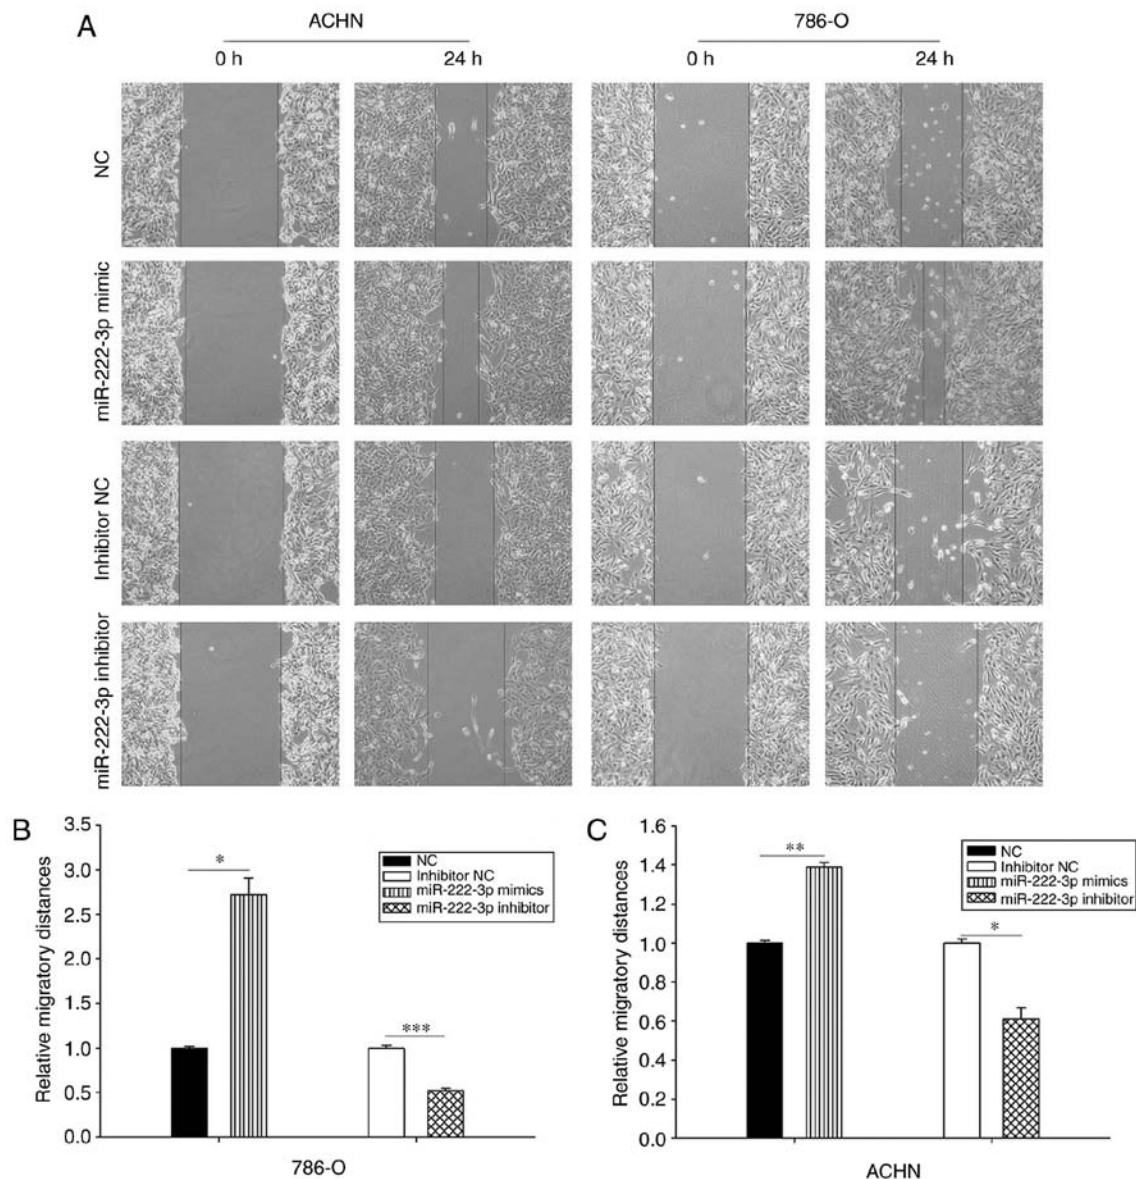 A
ACHN
786-O
0 h
24 h
0 h
24 h
NC
miR-222-3p mimic
Inhibitor NC
miR-222-3p inhibitor
B
Relative migratory distances
3.5
3.0
2.5
2.0
1.5
1.0
0.5
0.0
*
***
NC
Inhibitor NC
miR-222-3p mimics
miR-222-3p inhibitor
786-O
C
Relative migratory distances
1.6
1.4
1.2
1.0
0.8
0.6
0.4
0.2
0.0
**
*
NC
Inhibitor NC
miR-222-3p mimics
miR-222-3p inhibitor
ACHN